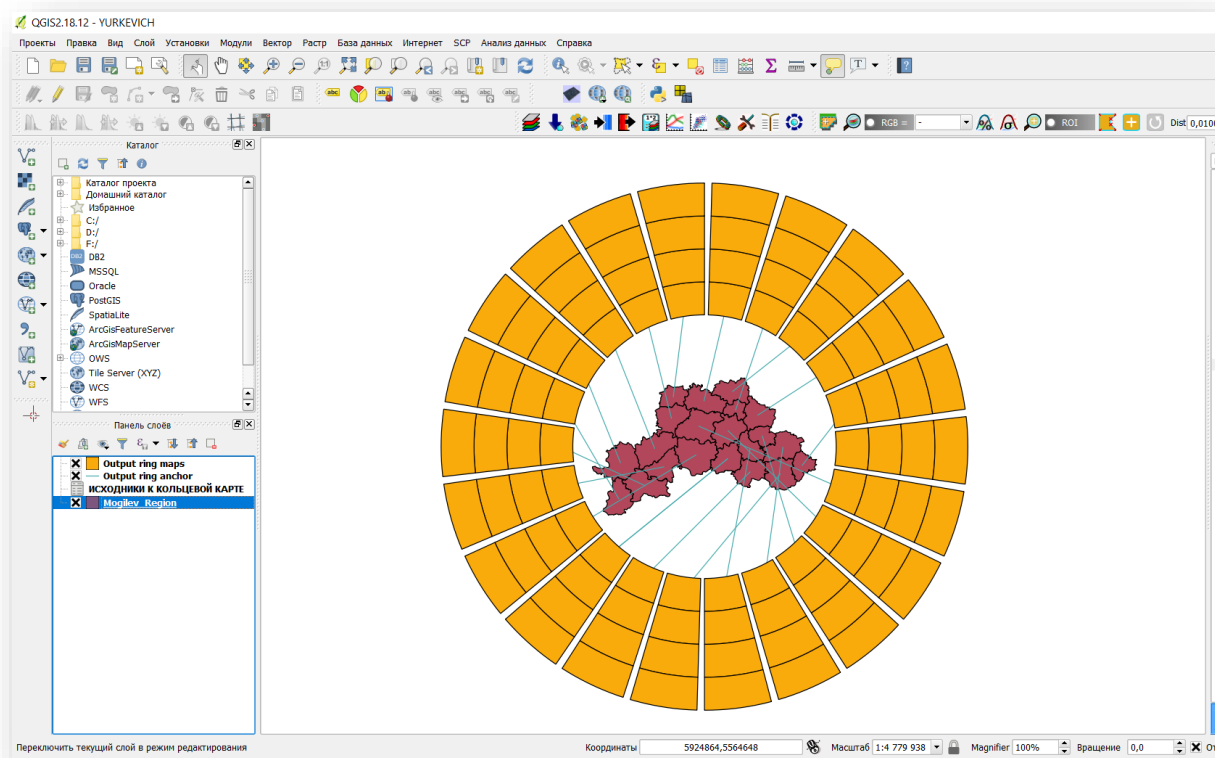 QGIS2.18.12 - YURKEVICH
Проекты Правка Вид Слой Установки Модули Вектор Растр База данных Интернет SCP Анализ данных Справка
abc
RGB = -
ROI
Dist 0,010
Каталог
Каталог проекта
Домашний каталог
Избранное
C:/
D:/
F:/
DB2
MSSQL
Oracle
PostGIS
SpatiaLite
ArcGisFeatureServer
ArcGisMapServer
OWS
Tile Server (XYZ)
WCS
WFS
Панель слоёв
Output ring maps
Output ring anchor
ИСХОДНИКИ К КОЛЬЦЕВОЙ КАРТЕ
Mogilev_Region
Переключить текущий слой в режим редактирования
Координаты 5924864,5564648 Масштаб 1:4 779 938 Magnifier 100% Вращение 0,0